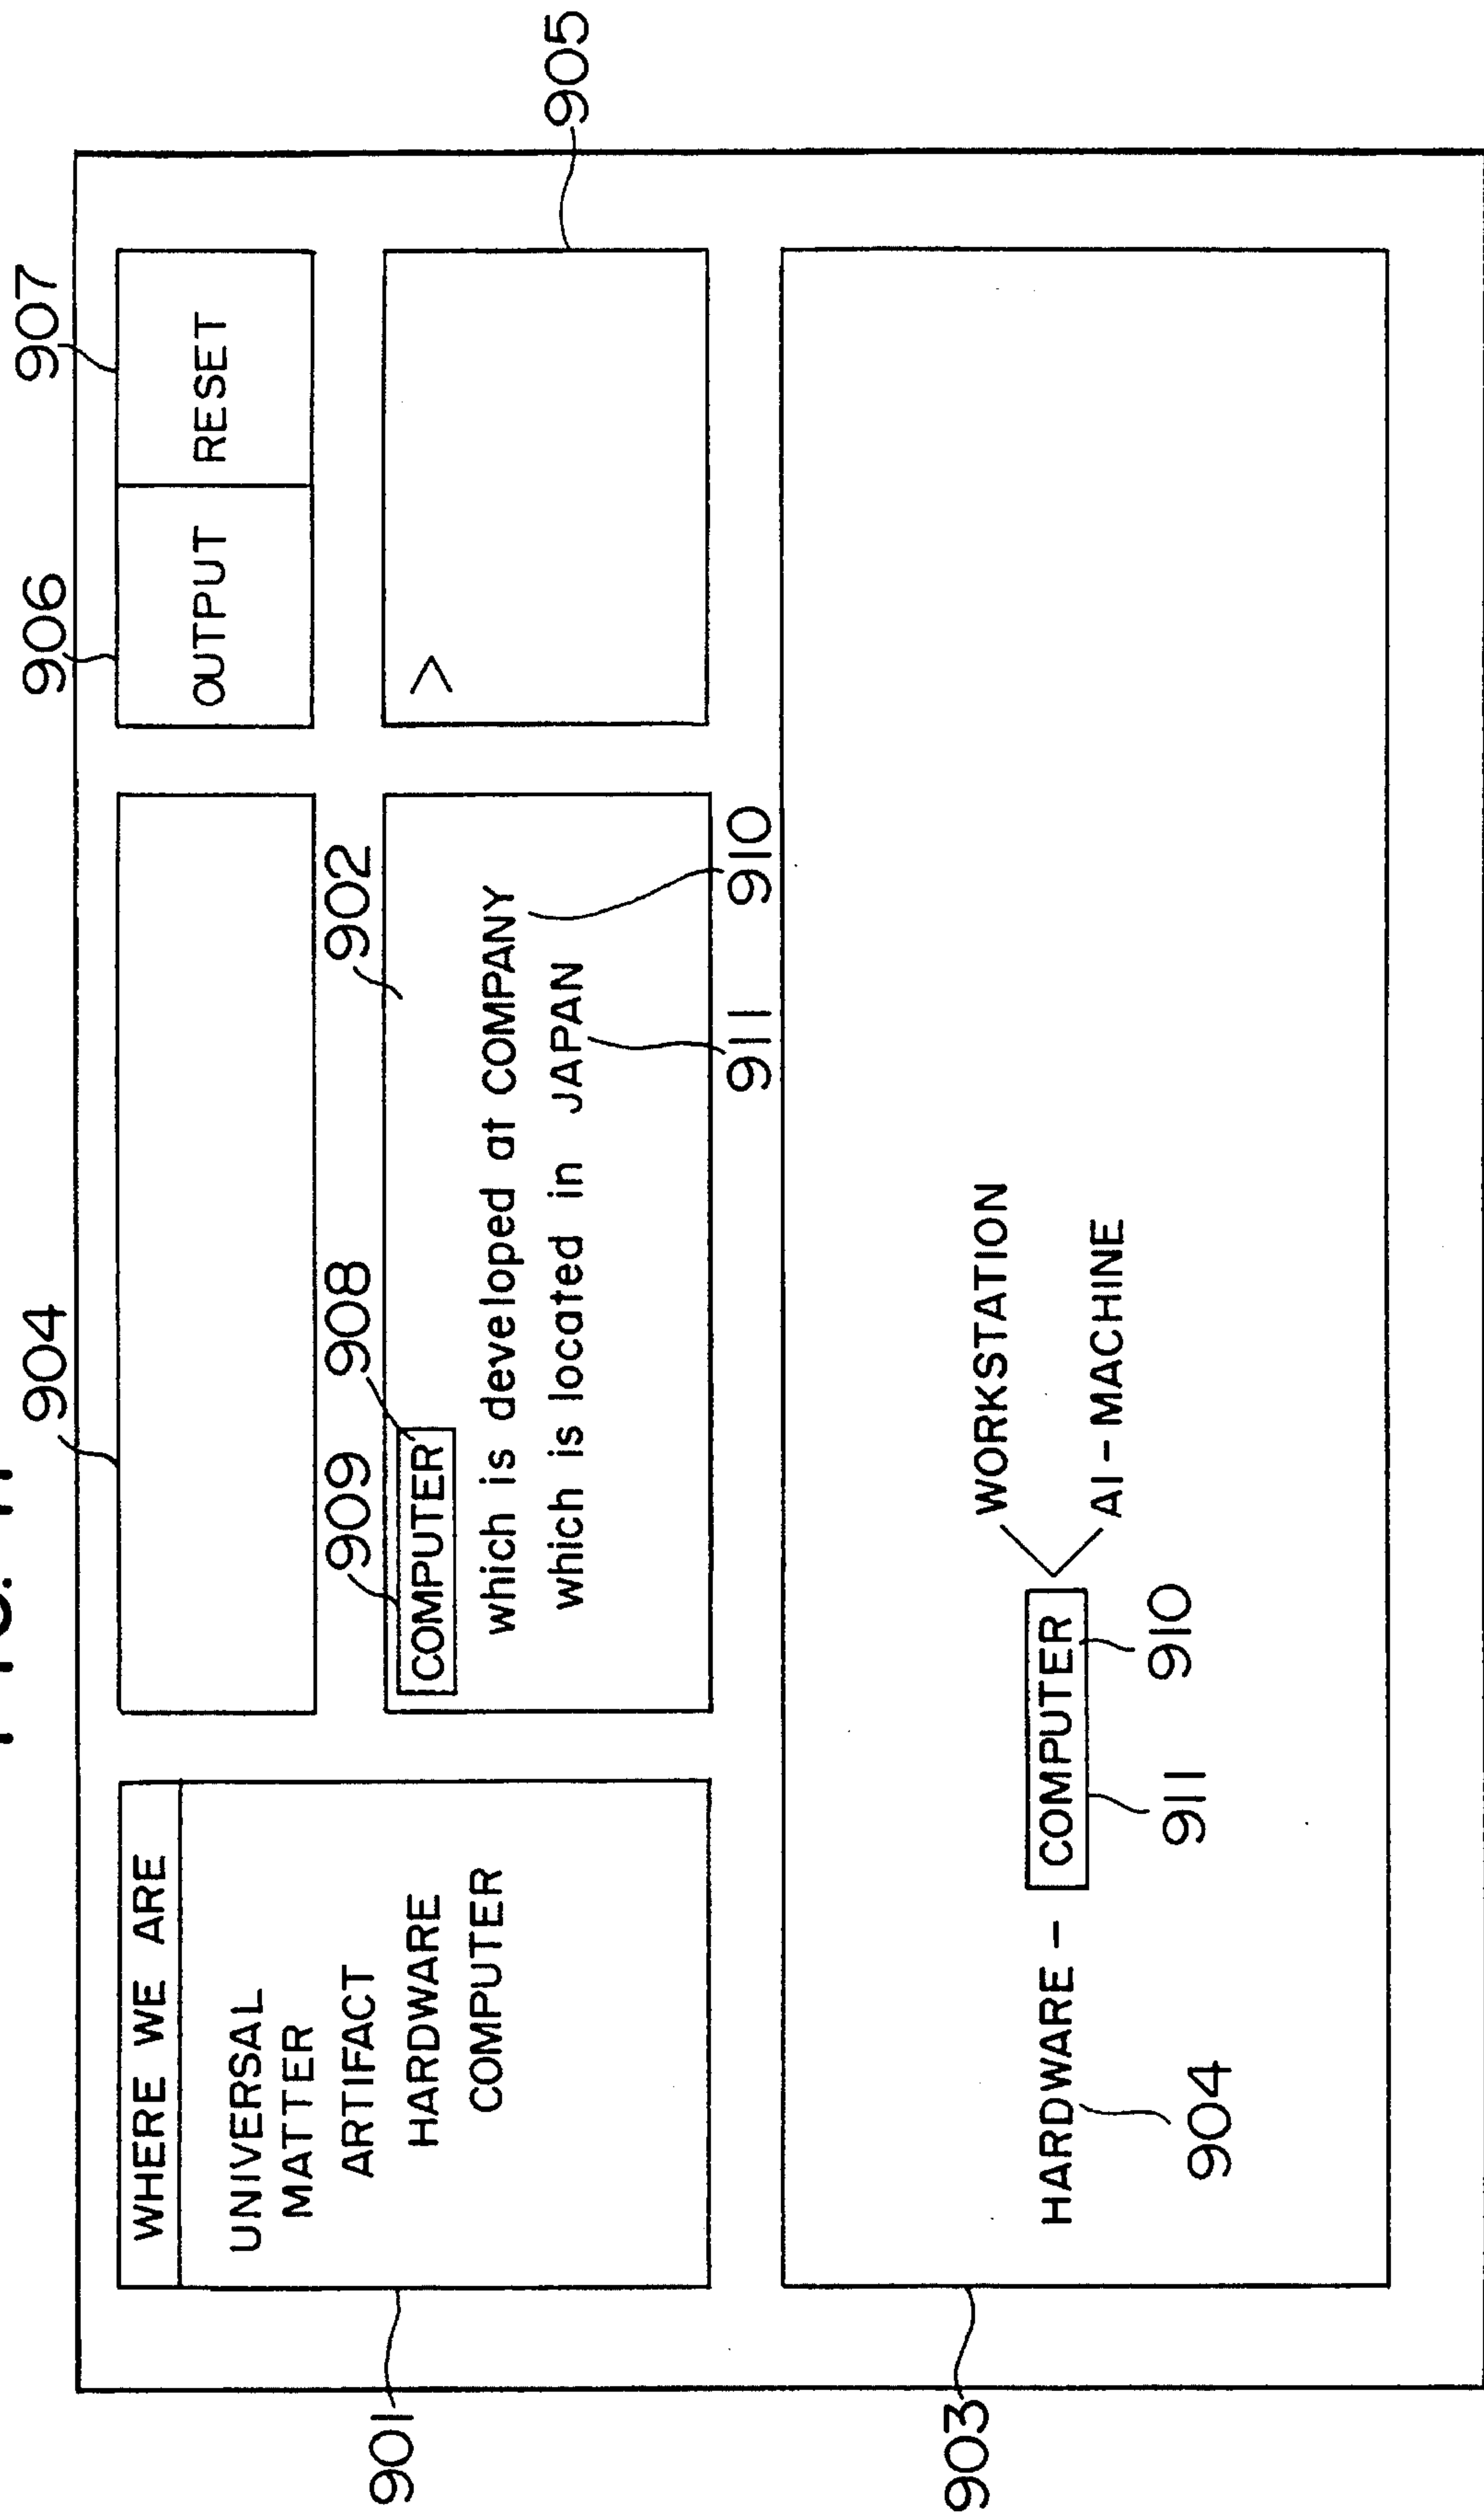 904
906
907
WHERE WE ARE
UNIVERSAL
MATTER
ARTIFACT
HARDWARE
COMPUTER
901
OUTPUT
RESET
909
908
902
COMPUTER
which is developed at COMPANY
which is located in JAPAN
911
910
>
905
903
WORKSTATION
HARDWARE - COMPUTER
AI-MACHINE
904
911
910